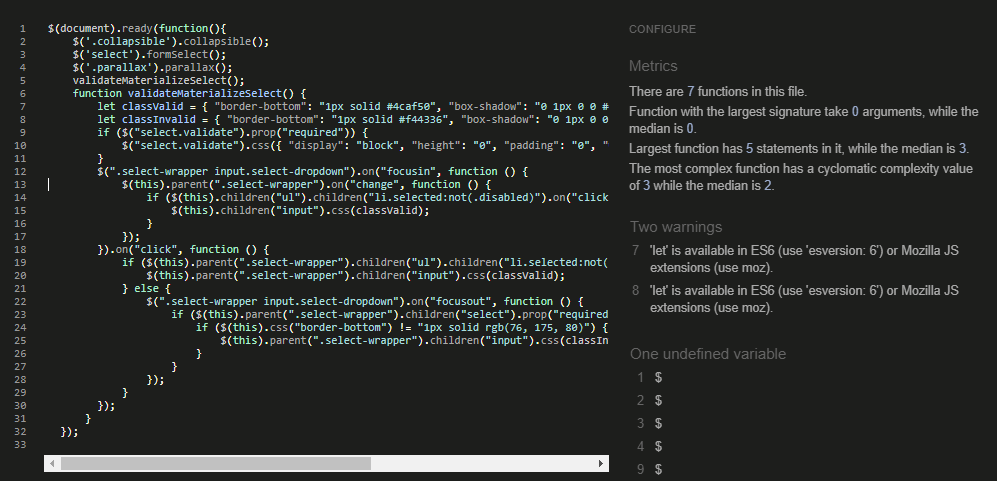 1 $(document).ready(function(){
2 $('.collapsible').collapsible();
3 $('select').formSelect();
4 $('.parallax').parallax();
5 validateMaterializeSelect();
6 function validateMaterializeSelect() {
7 let classValid = { "border-bottom": "1px solid #4caf50", "box-shadow": "0 1px 0 0 #
8 let classInvalid = { "border-bottom": "1px solid #f44336", "box-shadow": "0 1px 0 0
9 if ($("select.validate").prop("required")) {
10 $("select.validate").css({ "display": "block", "height": "0", "padding": "0", "
11 }
12 $(".select-wrapper input.select-dropdown").on("focusin", function () {
13 $(this).parent(".select-wrapper").on("change", function () {
14 if ($(this).children("ul").children("li.selected:not(.disabled)").on("click
15 $(this).children("input").css(classValid);
16 }
17 });
18 }).on("click", function () {
19 if ($(this).parent(".select-wrapper").children("ul").children("li.selected:not(
20 $(this).parent(".select-wrapper").children("input").css(classValid);
21 } else {
22 $(".select-wrapper input.select-dropdown").on("focusout", function () {
23 if ($(this).parent(".select-wrapper").children("select").prop("required
24 if ($(this).css("border-bottom") != "1px solid rgb(76, 175, 80)") {
25 $(this).parent(".select-wrapper").children("input").css(classIn
26 }
27 }
28 });
29 }
30 });
31 }
32 });
33
CONFIGURE
Metrics
There are 7 functions in this file.
Function with the largest signature take 0 arguments, while the
median is 0.
Largest function has 5 statements in it, while the median is 3.
The most complex function has a cyclomatic complexity value
of 3 while the median is 2.
Two warnings
7 'let' is available in ES6 (use 'esversion: 6') or Mozilla JS
extensions (use moz).
8 'let' is available in ES6 (use 'esversion: 6') or Mozilla JS
extensions (use moz).
One undefined variable
1 $
2 $
3 $
4 $
9 $